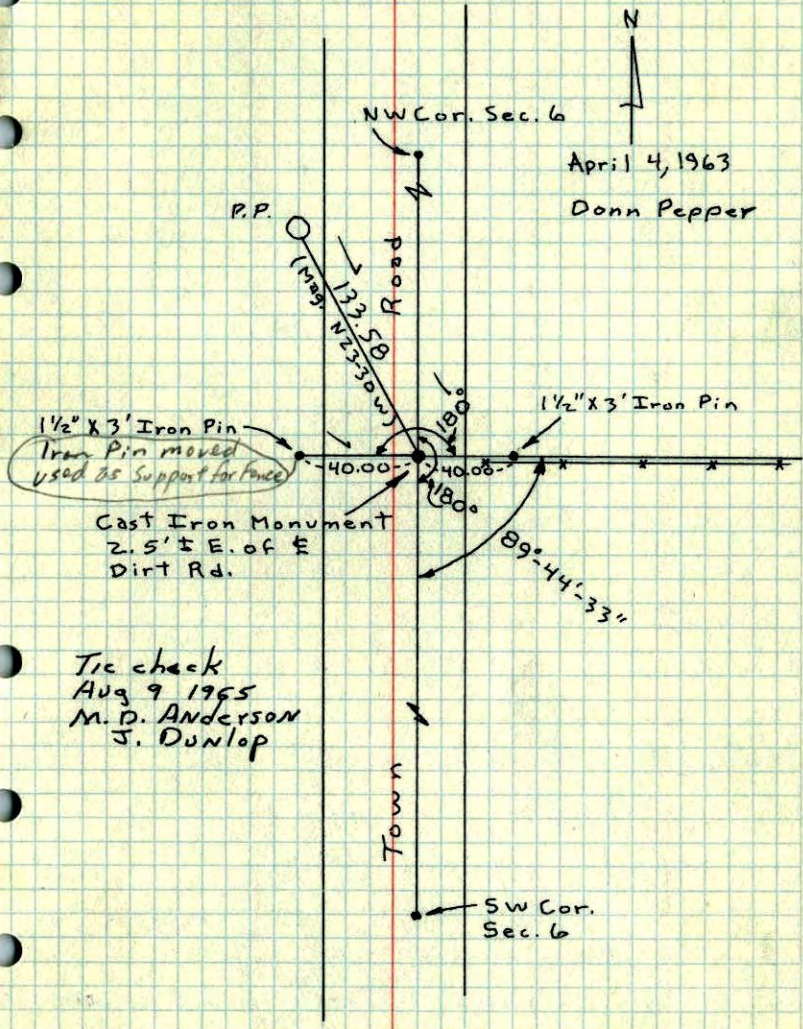 N
NW Cor. Sec. 6
April 4, 1963
Donn Pepper
P.P.
Road
133.58
(Mag. N23-30W)
180°
1½" X 3' Iron Pin
1½" X 3' Iron Pin
Iron Pin moved
used as Support for Fence
40.00
40.00
180°
Cast Iron Monument
2.5'± E. of ℄
Dirt Rd.
89°-44'-33"
Tie check
Aug 9 1965
M. D. Anderson
J. Dunlop
Town
SW Cor.
Sec. 6